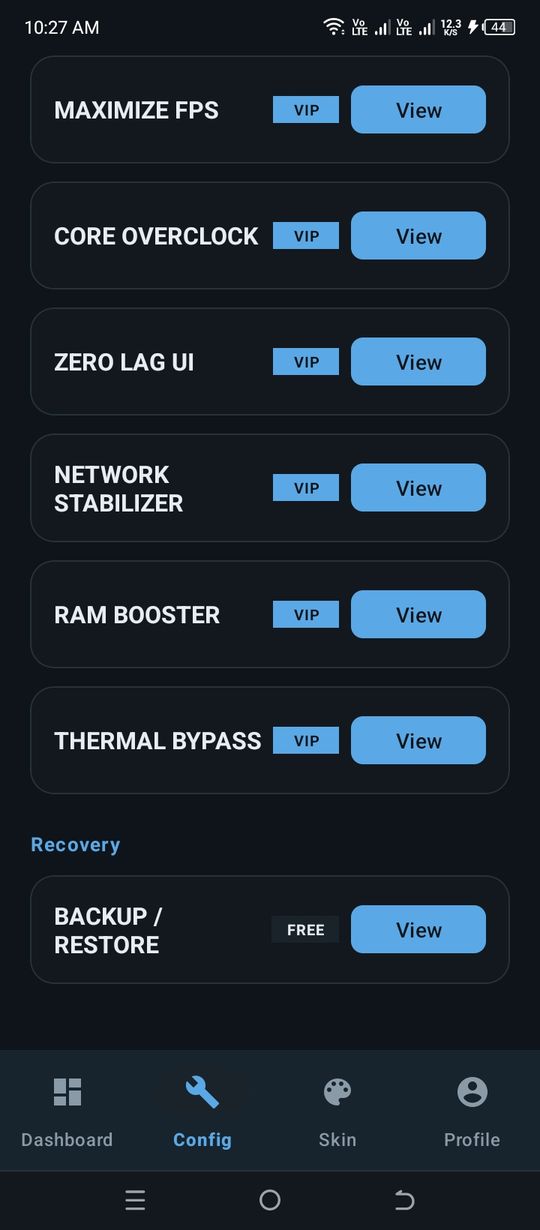 10:27 AM
Vo LTE Vo LTE 12.3 K/S 44
MAXIMIZE FPS VIP View
CORE OVERCLOCK VIP View
ZERO LAG UI VIP View
NETWORK
STABILIZER VIP View
RAM BOOSTER VIP View
THERMAL BYPASS VIP View
Recovery
BACKUP /
RESTORE FREE View
Dashboard Config Skin Profile